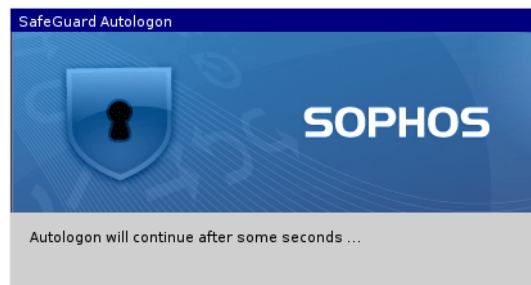 SafeGuard Autologon
SOPHOS
Autologon will continue after some seconds ...